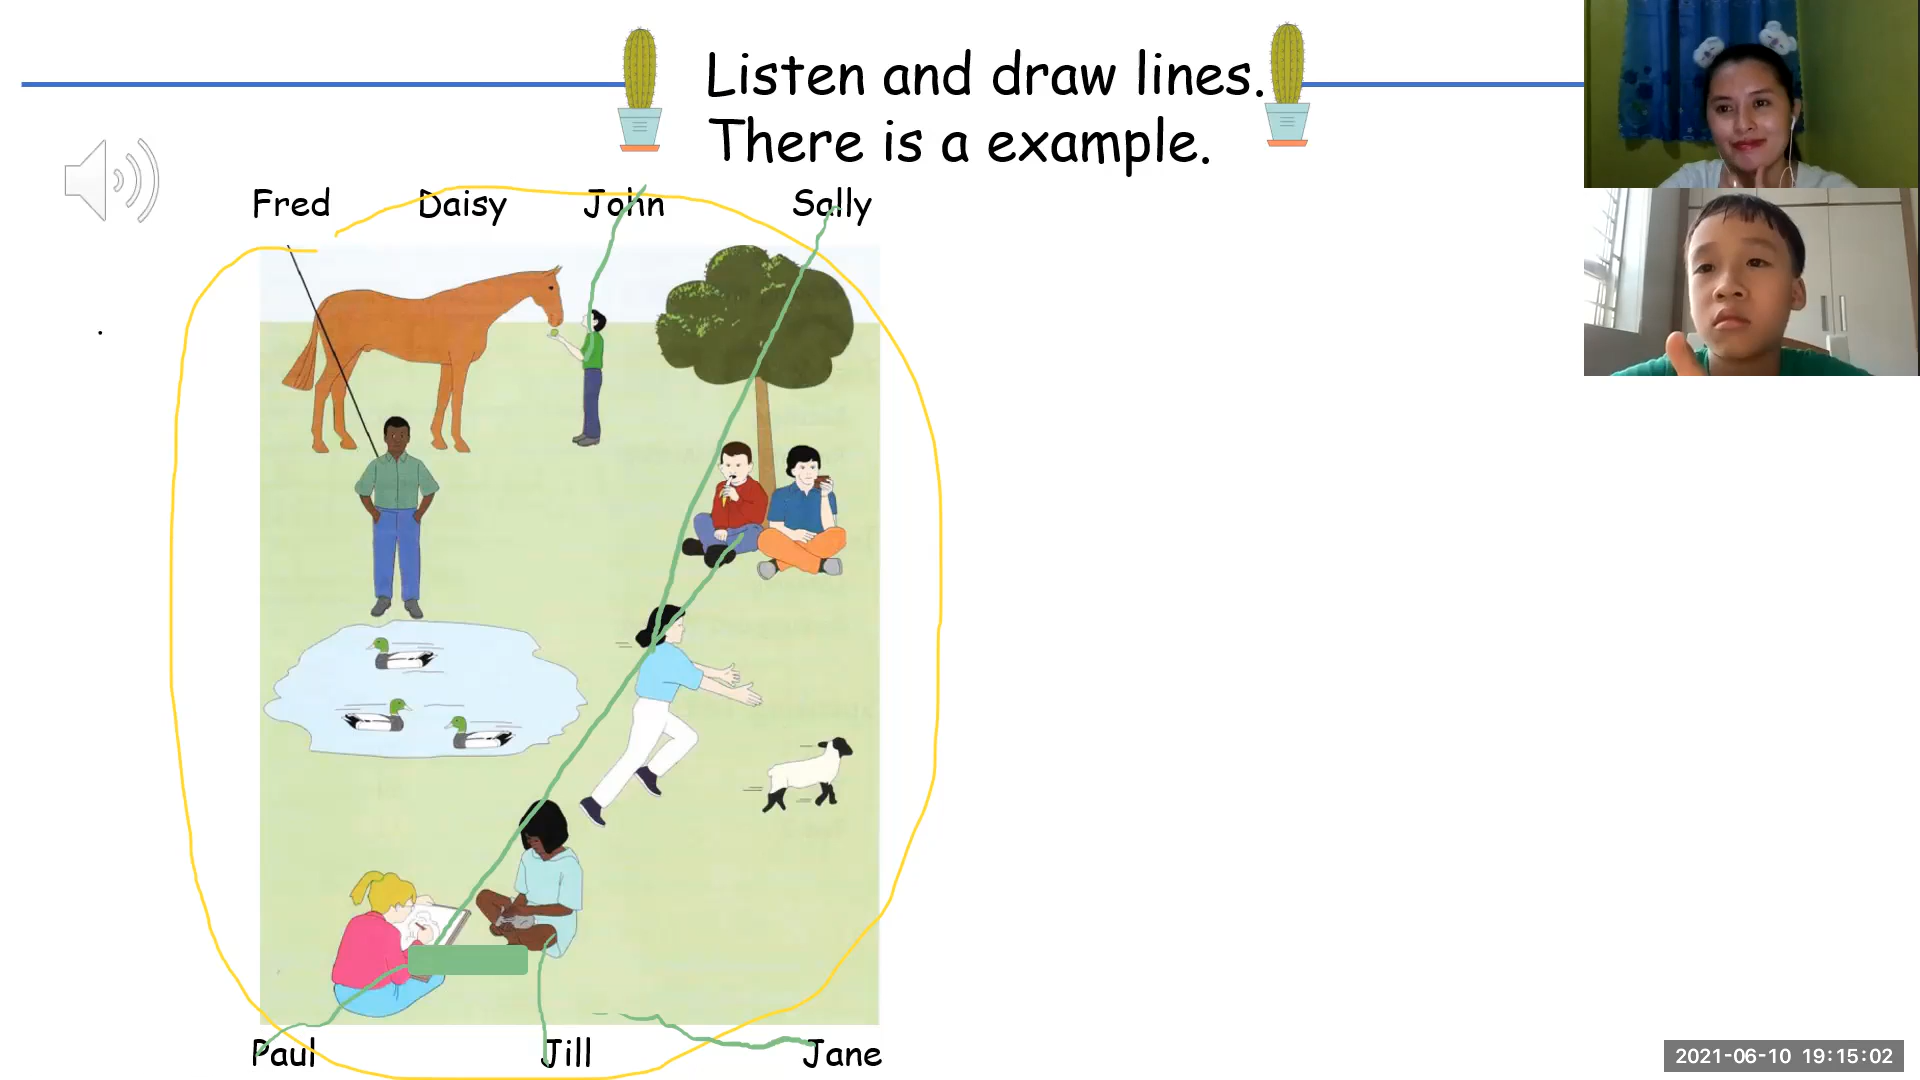 Listen and draw lines.
There is a example.
Fred Daisy John Sally
Paul Jill Jane
2021-06-10 19:15:02